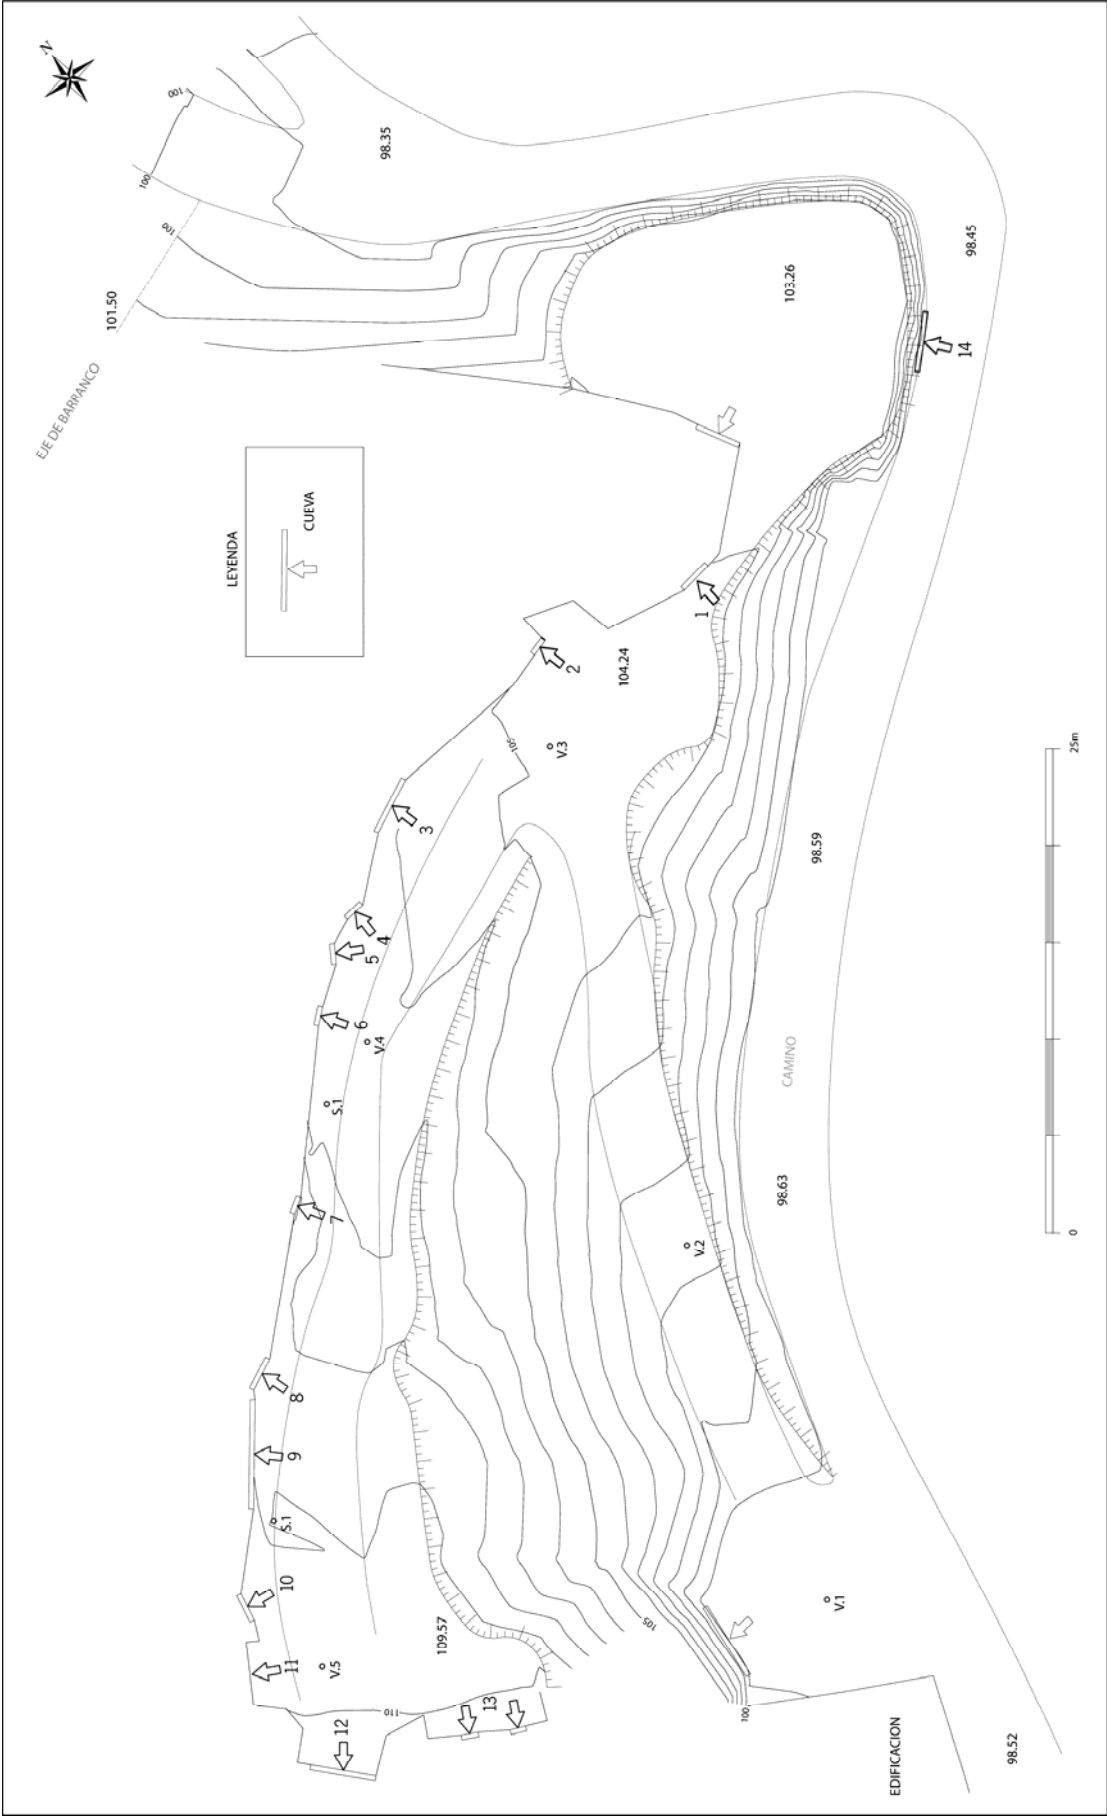 N
100
100
100
98.35
101.50
EJE DE BARRANCO
98.45
103.26
14
LEYENDA
CUEVA
1
2
104.24
105
V.3
25m
3
98.59
4
5
6
V.4
CAMINO
S.1
98.63
7
V.2
0
8
9
S.1
10
V.1
109.57
105
11
V.5
13
110
12
100
EDIFICACION
98.52